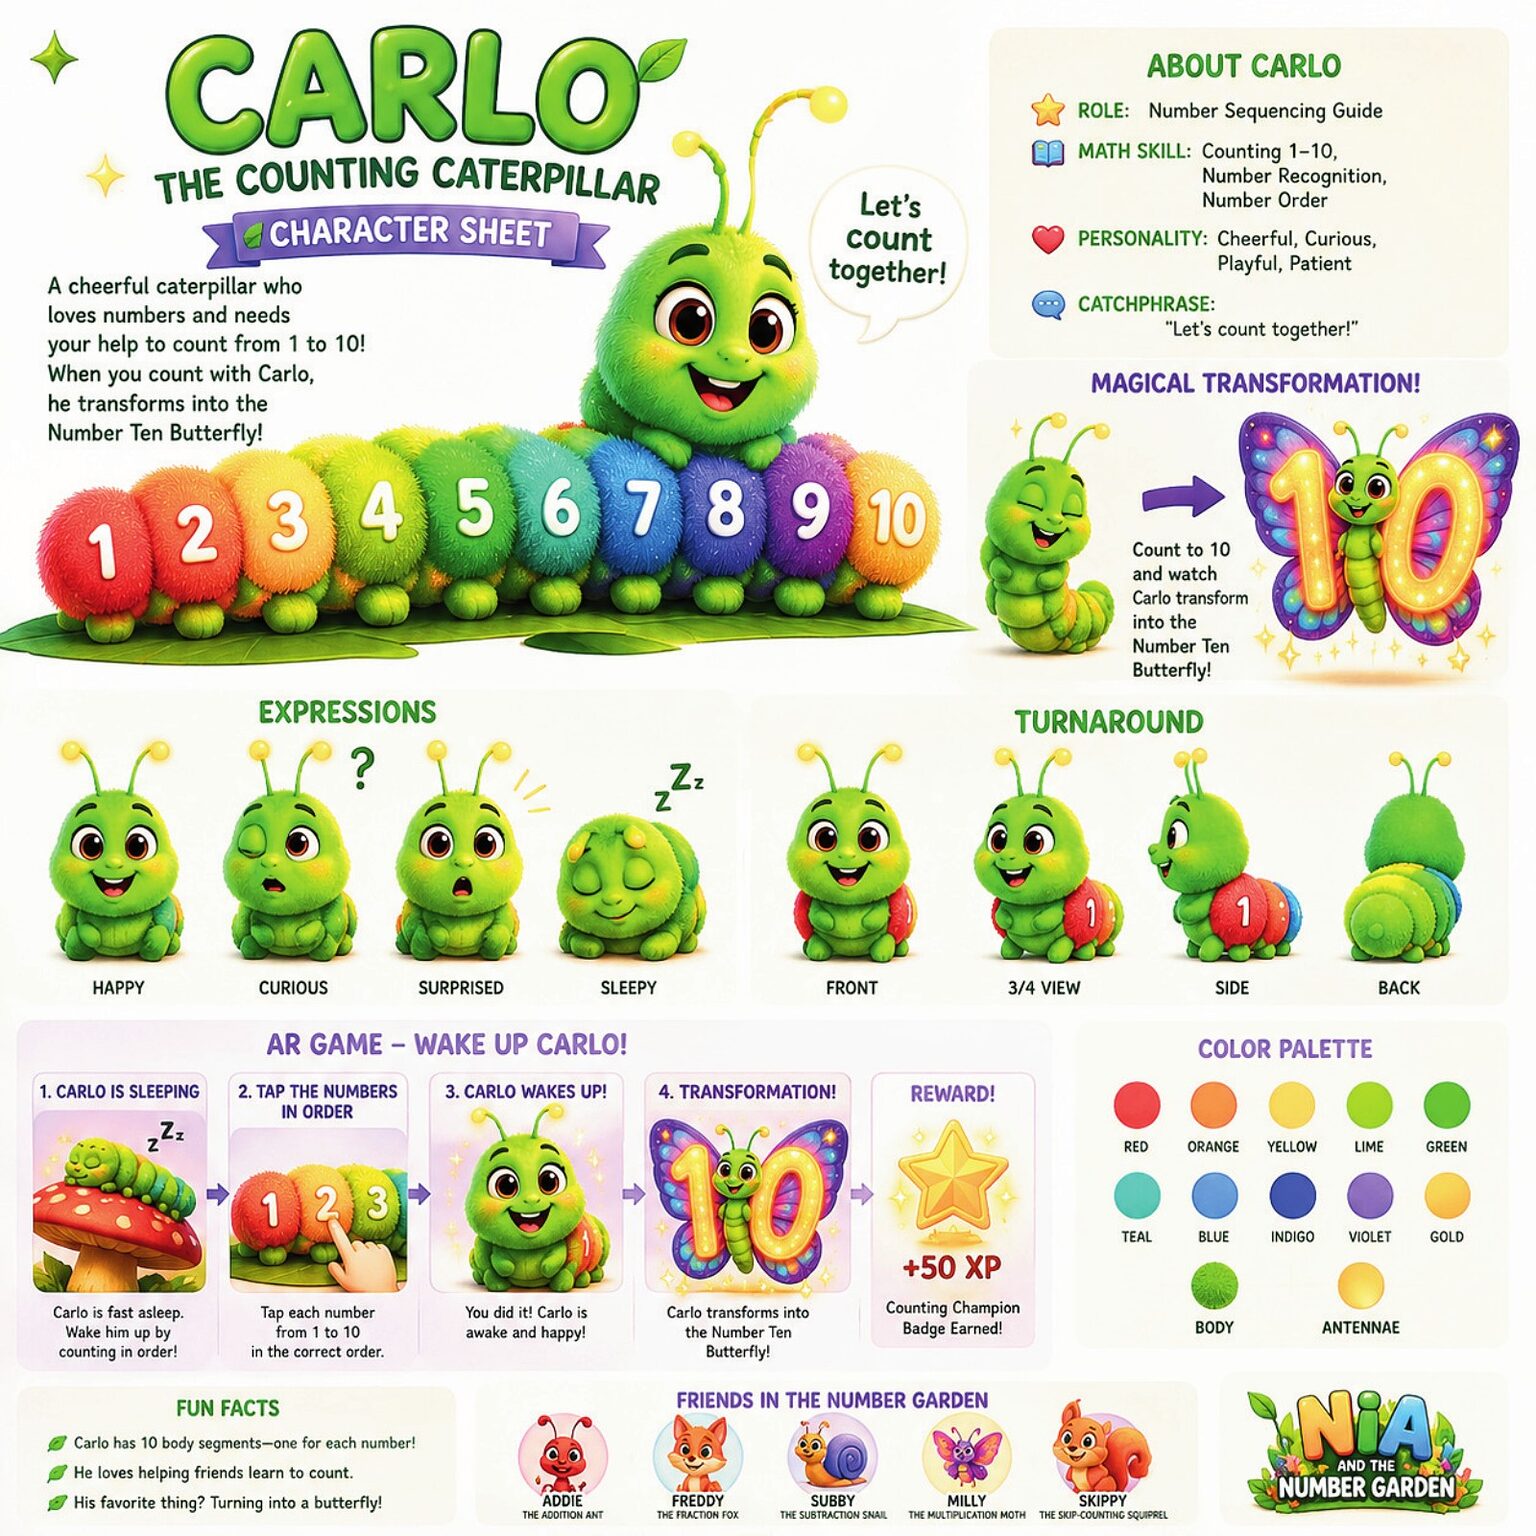 CARLO
THE COUNTING CATERPILLAR
CHARACTER SHEET
A cheerful caterpillar who
loves numbers and needs
your help to count from 1 to 10!
When you count with Carlo,
he transforms into the
Number Ten Butterfly!
Let's
count
together!
1 2 3 4 5 6 7 8 9 10
ABOUT CARLO
ROLE: Number Sequencing Guide
MATH SKILL: Counting 1–10,
Number Recognition,
Number Order
PERSONALITY: Cheerful, Curious,
Playful, Patient
CATCHPHRASE:
"Let's count together!"
MAGICAL TRANSFORMATION!
10
Count to 10
and watch
Carlo transform
into the
Number Ten
Butterfly!
EXPRESSIONS
?
z Z z
HAPPY
CURIOUS
SURPRISED
SLEEPY
TURNAROUND
1
1
1
FRONT
3/4 VIEW
SIDE
BACK
AR GAME – WAKE UP CARLO!
1. CARLO IS SLEEPING
z Z z
Carlo is fast asleep.
Wake him up by
counting in order!
2. TAP THE NUMBERS
IN ORDER
1 2 3
Tap each number
from 1 to 10
in the correct order.
3. CARLO WAKES UP!
1
You did it! Carlo is
awake and happy!
4. TRANSFORMATION!
10
Carlo transforms into
the Number Ten
Butterfly!
REWARD!
+50 XP
Counting Champion
Badge Earned!
COLOR PALETTE
RED
ORANGE
YELLOW
LIME
GREEN
TEAL
BLUE
INDIGO
VIOLET
GOLD
BODY
ANTENNAE
FUN FACTS
Carlo has 10 body segments—one for each number!
He loves helping friends learn to count.
His favorite thing? Turning into a butterfly!
FRIENDS IN THE NUMBER GARDEN
ADDIE
THE ADDITION ANT
FREDDY
THE FRACTION FOX
SUBBY
THE SUBTRACTION SNAIL
MILLY
THE MULTIPLICATION MOTH
SKIPPY
THE SKIP-COUNTING SQUIRREL
NiA
AND THE
NUMBER GARDEN